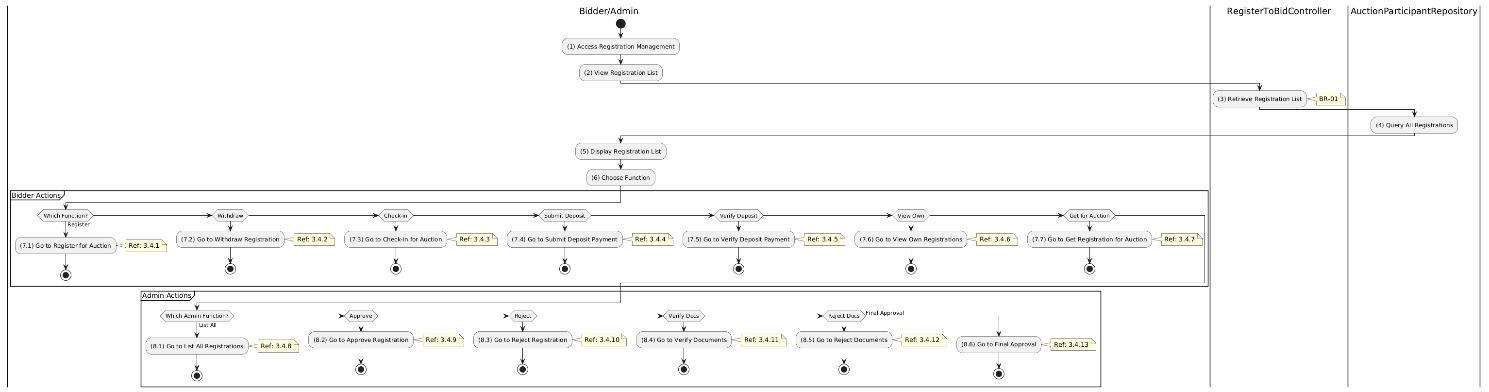 Bidder/Admin
RegisterToBidController
AuctionParticipantRepository
(1) Access Registration Management
(2) View Registration List
(3) Retrieve Registration List
BR-01
(4) Query All Registrations
(5) Display Registration List
(6) Choose Function
Bidder Actions
Which Function?
Withdraw
Check-in
Submit Deposit
Verify Deposit
View Own
Get for Auction
Register
(7.1) Go to Register for Auction
Ref: 3.4.1
(7.2) Go to Withdraw Registration
Ref: 3.4.2
(7.3) Go to Check-in for Auction
Ref: 3.4.3
(7.4) Go to Submit Deposit Payment
Ref: 3.4.4
(7.5) Go to Verify Deposit Payment
Ref: 3.4.5
(7.6) Go to View Own Registrations
Ref: 3.4.6
(7.7) Go to Get Registration for Auction
Ref: 3.4.7
Admin Actions
Which Admin Function?
Approve
Reject
Verify Docs
Reject Docs
Final Approval
List All
(8.1) Go to List All Registrations
Ref: 3.4.8
(8.2) Go to Approve Registration
Ref: 3.4.9
(8.3) Go to Reject Registration
Ref: 3.4.10
(8.4) Go to Verify Documents
Ref: 3.4.11
(8.5) Go to Reject Documents
Ref: 3.4.12
(8.6) Go to Final Approval
Ref: 3.4.13